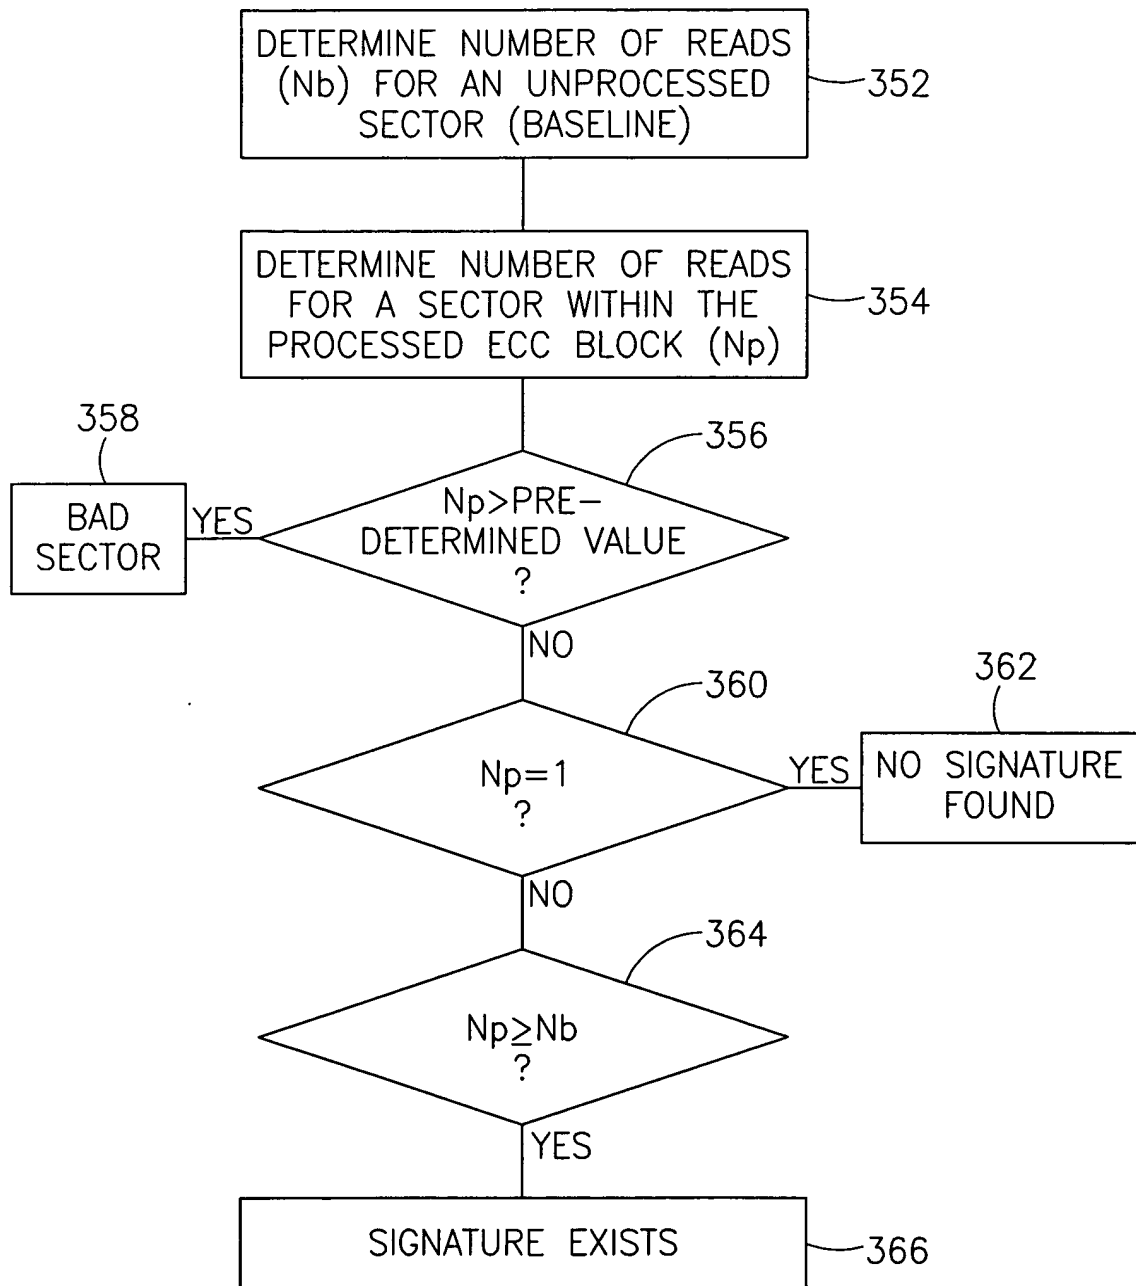 DETERMINE NUMBER OF READS
(Nb) FOR AN UNPROCESSED
SECTOR (BASELINE)
352
DETERMINE NUMBER OF READS
FOR A SECTOR WITHIN THE
PROCESSED ECC BLOCK (Np)
354
358
BAD
SECTOR
YES
356
Np>PRE-
DETERMINED VALUE
?
NO
360
Np=1
?
YES
362
NO SIGNATURE
FOUND
NO
364
Np≥Nb
?
YES
SIGNATURE EXISTS
366